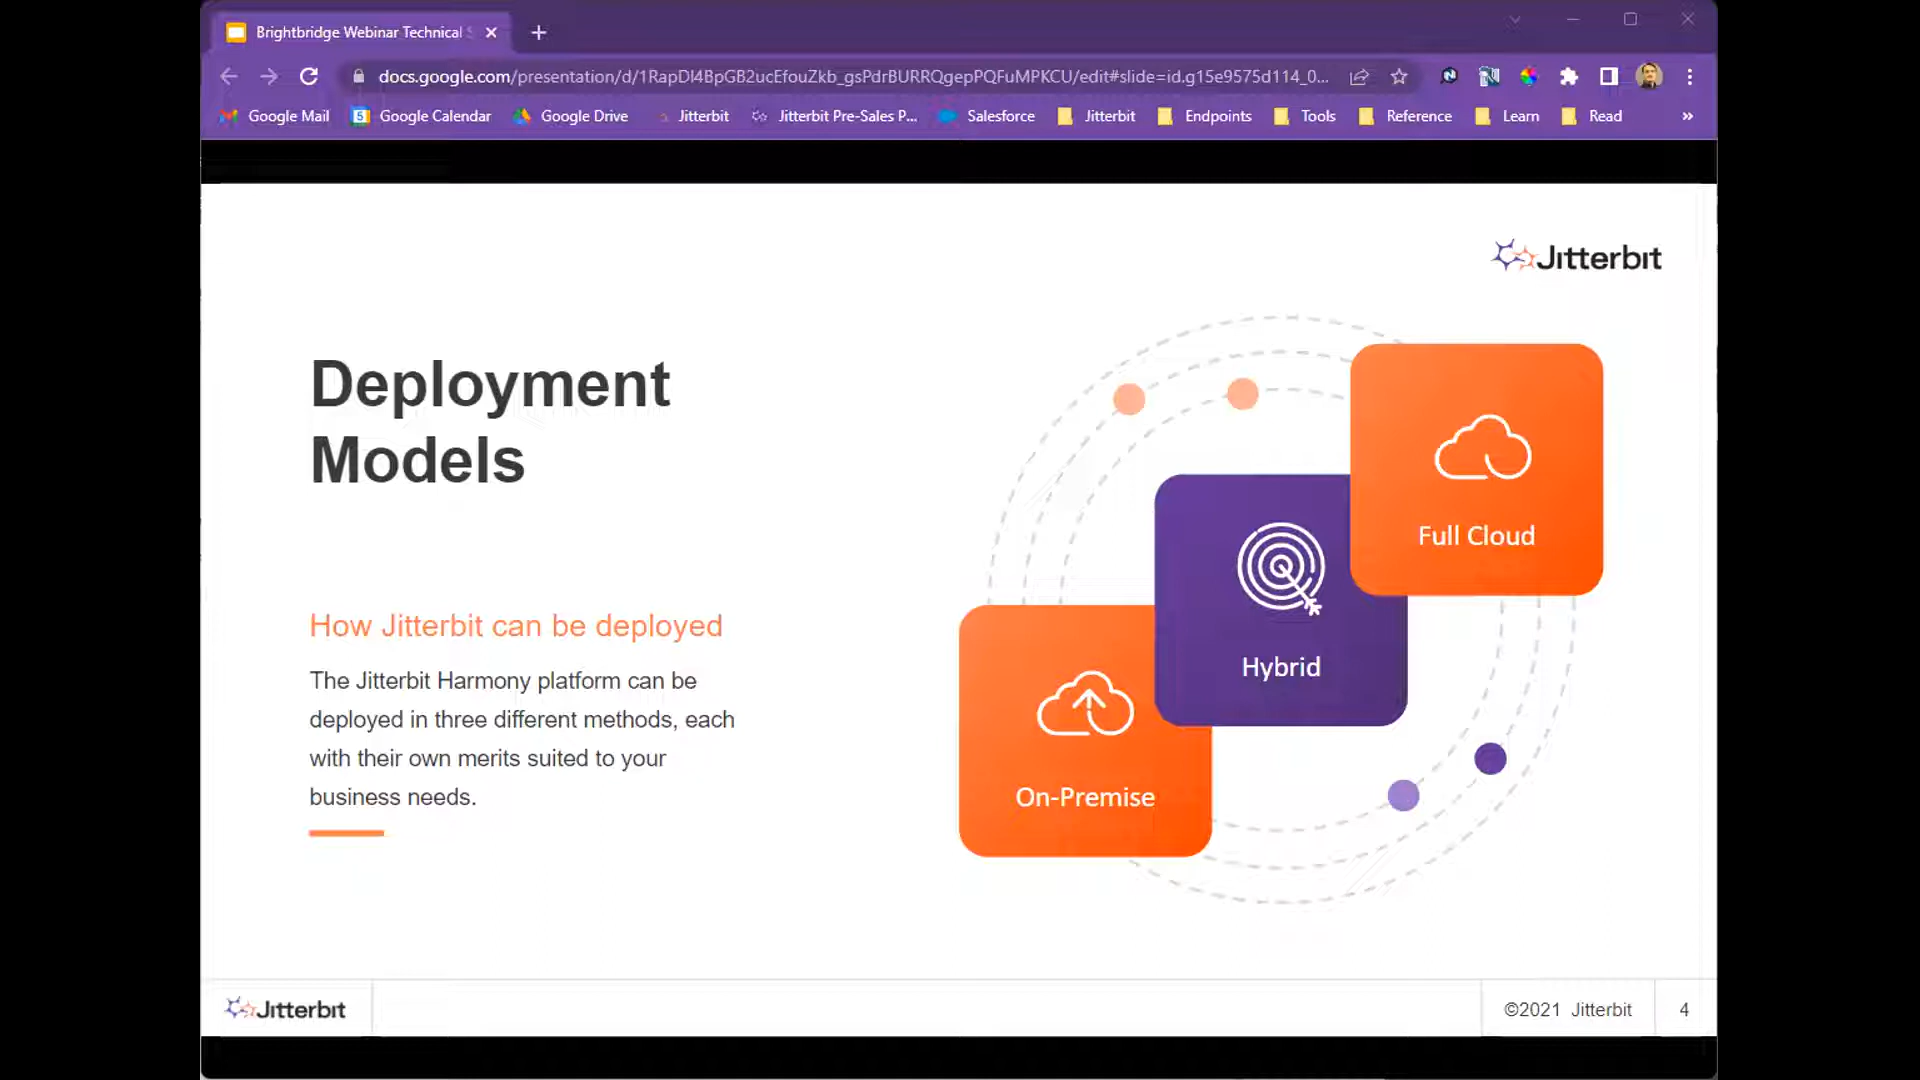 Brightbridge Webinar Technical
docs.google.com/presentation/d/1RapDl4BpGB2ucEfouZkb_gsPdrBURRQgepPQFuMPKCU/edit#slide=id.g15e9575d114_0...
Google Mail
5 Google Calendar
Google Drive
Jitterbit
Jitterbit Pre-Sales P...
Salesforce
Jitterbit
Endpoints
Tools
Reference
Learn
Read
»
Jitterbit
Deployment
Models
How Jitterbit can be deployed
The Jitterbit Harmony platform can be
deployed in three different methods, each
with their own merits suited to your
business needs.
Full Cloud
Hybrid
On-Premise
Jitterbit
©2021 Jitterbit
4